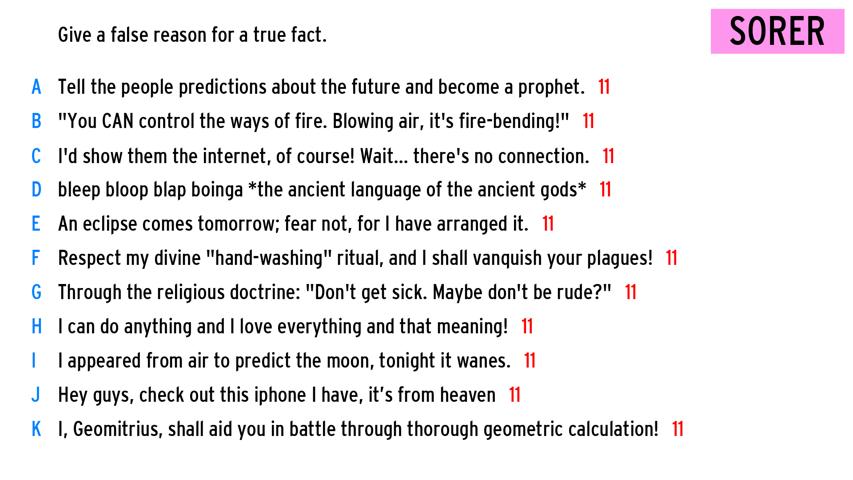 Give a false reason for a true fact.
SORER
A Tell the people predictions about the future and become a prophet. 11
B "You CAN control the ways of fire. Blowing air, it's fire-bending!" 11
C I'd show them the internet, of course! Wait... there's no connection. 11
D bleep bloop blap boinga *the ancient language of the ancient gods* 11
E An eclipse comes tomorrow; fear not, for I have arranged it. 11
F Respect my divine "hand-washing" ritual, and I shall vanquish your plagues! 11
G Through the religious doctrine: "Don't get sick. Maybe don't be rude?" 11
H I can do anything and I love everything and that meaning! 11
I I appeared from air to predict the moon, tonight it wanes. 11
J Hey guys, check out this iphone I have, it’s from heaven 11
K I, Geomitrius, shall aid you in battle through thorough geometric calculation! 11